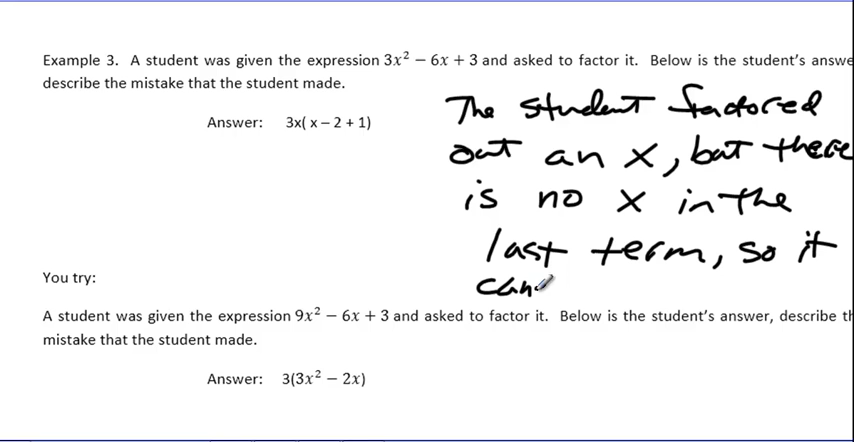 Example 3. A student was given the expression 3x² – 6x + 3 and asked to factor it. Below is the student's answe
describe the mistake that the student made.
Answer: 3x( x – 2 + 1)
The student factored
out an x, but there
is no x in the
last term, so it
can
You try:
A student was given the expression 9x² – 6x + 3 and asked to factor it. Below is the student's answer, describe th
mistake that the student made.
Answer: 3(3x² – 2x)